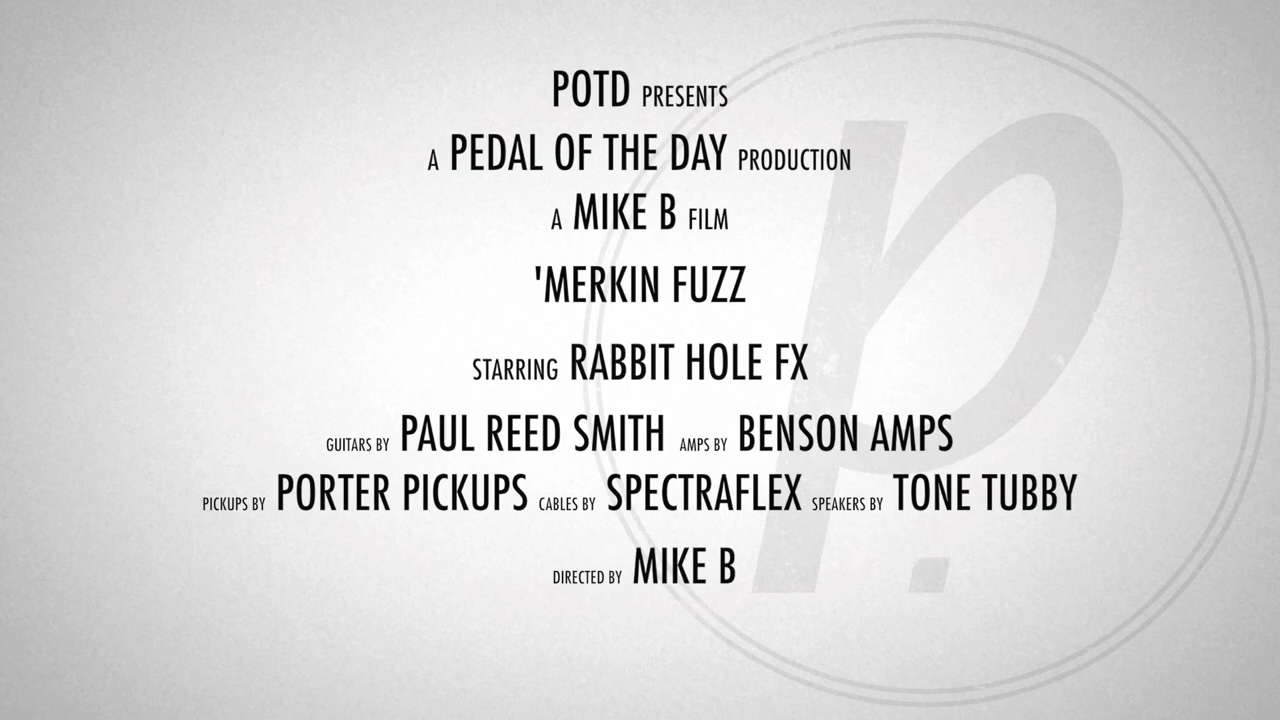 POTD PRESENTS
A PEDAL OF THE DAY PRODUCTION
A MIKE B FILM
'MERKIN FUZZ
STARRING RABBIT HOLE FX
GUITARS BY PAUL REED SMITH AMPS BY BENSON AMPS
PICKUPS BY PORTER PICKUPS CABLES BY SPECTRAFLEX SPEAKERS BY TONE TUBBY
DIRECTED BY MIKE B
p.